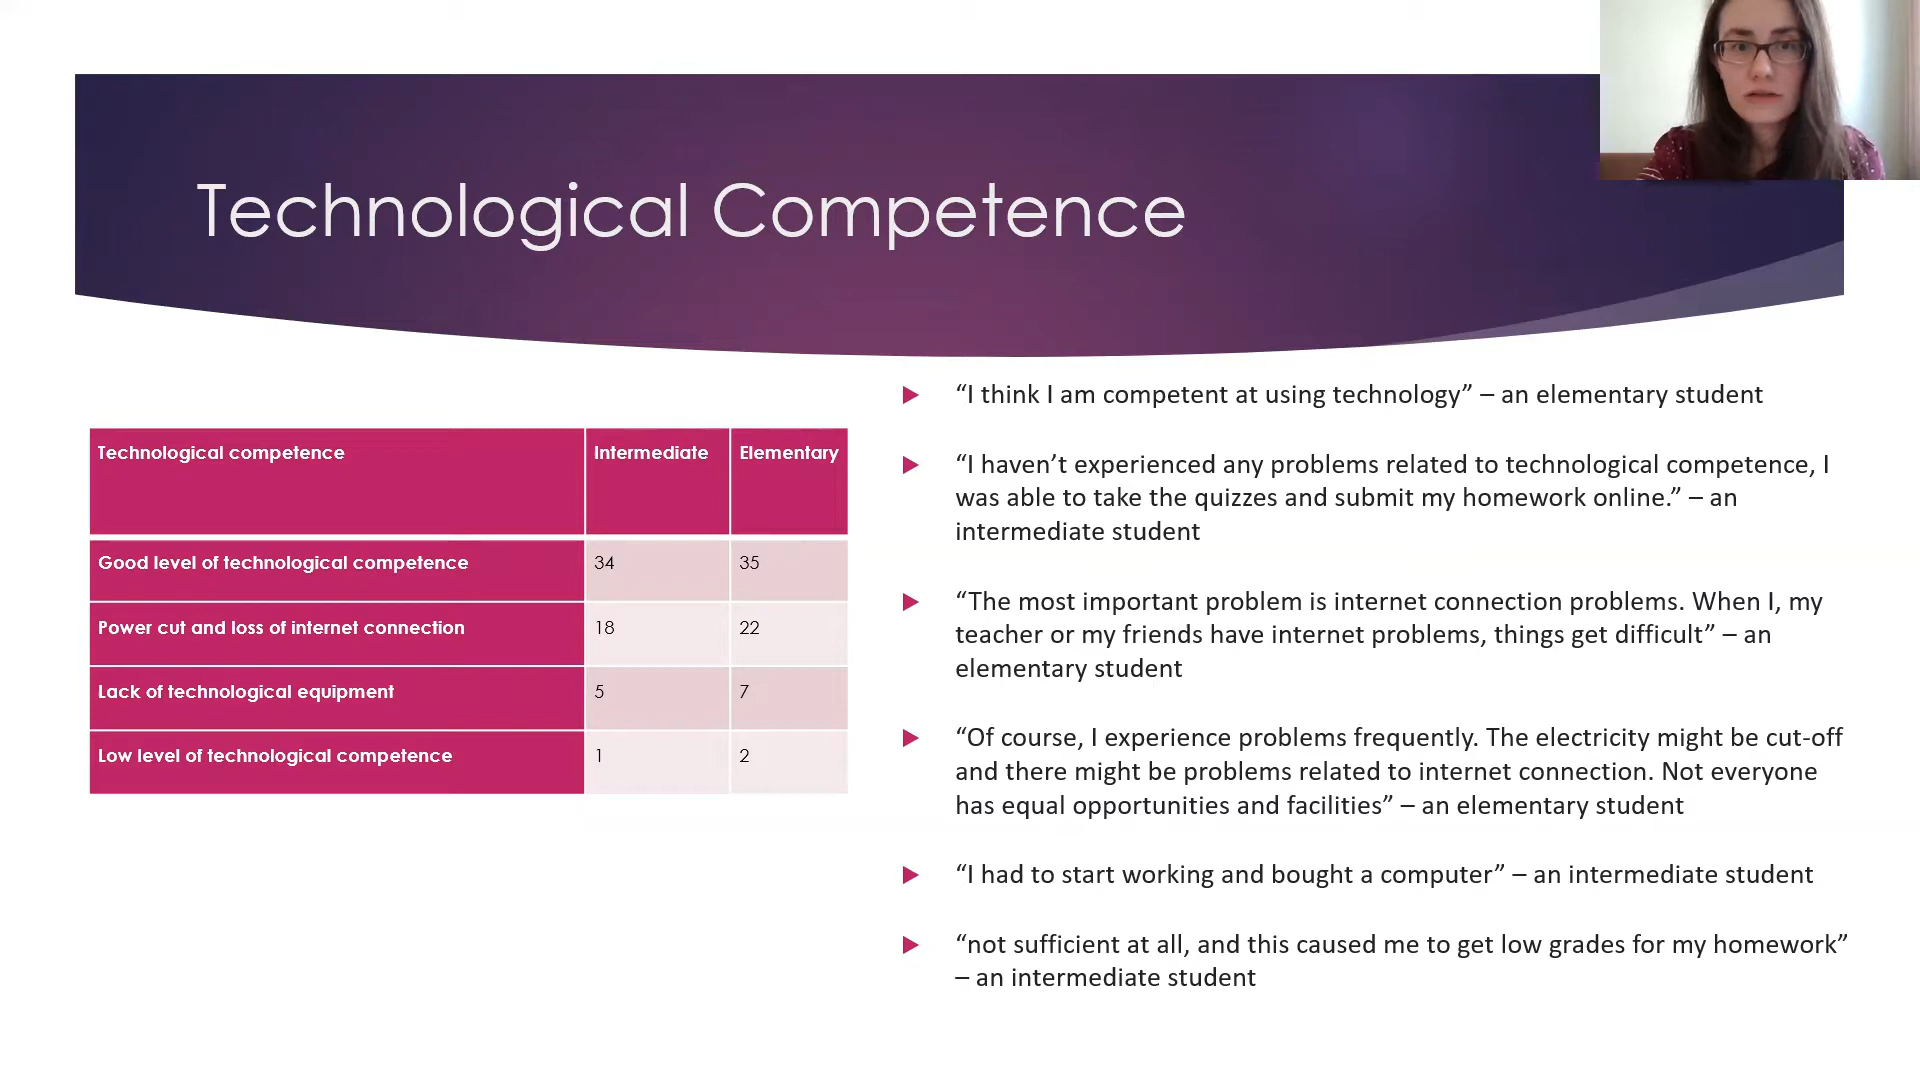 Technological Competence
Technological competence Intermediate Elementary
Good level of technological competence 34 35
Power cut and loss of internet connection 18 22
Lack of technological equipment 5 7
Low level of technological competence 1 2
“I think I am competent at using technology” – an elementary student
“I haven’t experienced any problems related to technological competence, I
was able to take the quizzes and submit my homework online.” – an
intermediate student
“The most important problem is internet connection problems. When I, my
teacher or my friends have internet problems, things get difficult” – an
elementary student
“Of course, I experience problems frequently. The electricity might be cut-off
and there might be problems related to internet connection. Not everyone
has equal opportunities and facilities” – an elementary student
“I had to start working and bought a computer” – an intermediate student
“not sufficient at all, and this caused me to get low grades for my homework”
– an intermediate student